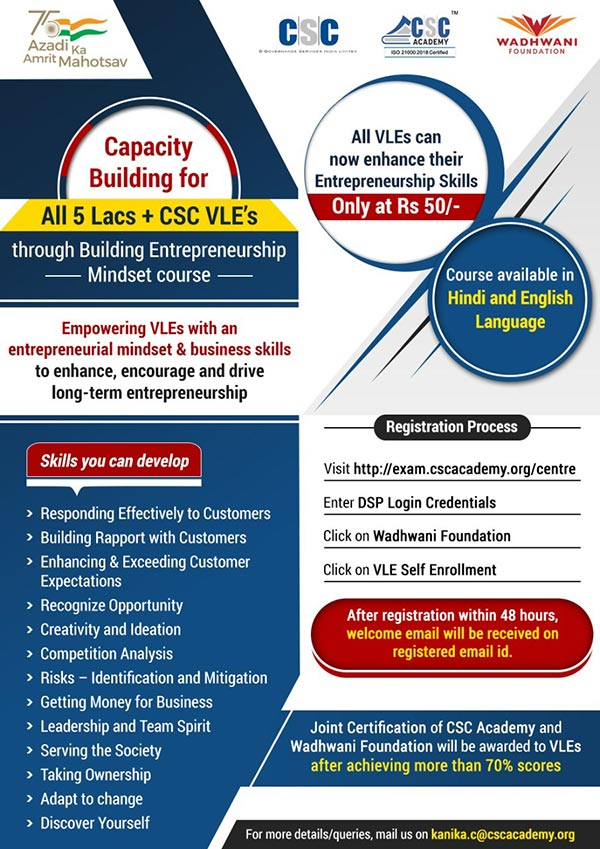 75
Azadi Ka
Amrit Mahotsav
CSC
E-GOVERNANCE SERVICES INDIA LIMITED
CSC
ACADEMY
TM
ISO 21000:2018 Certified
WADHWANI
FOUNDATION
Capacity
Building for
All 5 Lacs + CSC VLE's
through Building Entrepreneurship
Mindset course
All VLEs can
now enhance their
Entrepreneurship Skills
Only at Rs 50/-
Course available in
Hindi and English
Language
Empowering VLEs with an
entrepreneurial mindset & business skills
to enhance, encourage and drive
long-term entrepreneurship
Skills you can develop
> Responding Effectively to Customers
> Building Rapport with Customers
> Enhancing & Exceeding Customer
Expectations
> Recognize Opportunity
> Creativity and Ideation
> Competition Analysis
> Risks – Identification and Mitigation
> Getting Money for Business
> Leadership and Team Spirit
> Serving the Society
> Taking Ownership
> Adapt to change
> Discover Yourself
Registration Process
Visit http://exam.cscacademy.org/centre
Enter DSP Login Credentials
Click on Wadhwani Foundation
Click on VLE Self Enrollment
After registration within 48 hours,
welcome email will be received on
registered email id.
Joint Certification of CSC Academy and
Wadhwani Foundation will be awarded to VLEs
after achieving more than 70% scores
For more details/queries, mail us on kanika.c@cscacademy.org